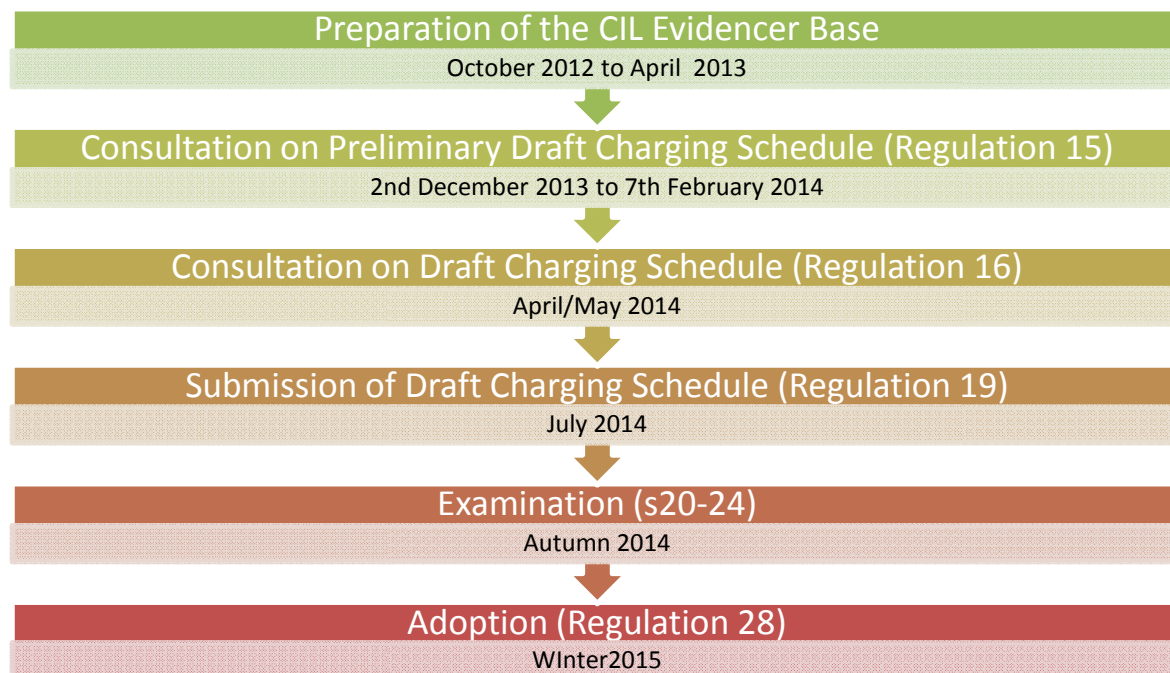 Preparation of the CIL Evidencer Base
October 2012 to April 2013
Consultation on Preliminary Draft Charging Schedule (Regulation 15)
2nd December 2013 to 7th February 2014
Consultation on Draft Charging Schedule (Regulation 16)
April/May 2014
Submission of Draft Charging Schedule (Regulation 19)
July 2014
Examination (s20-24)
Autumn 2014
Adoption (Regulation 28)
WInter2015